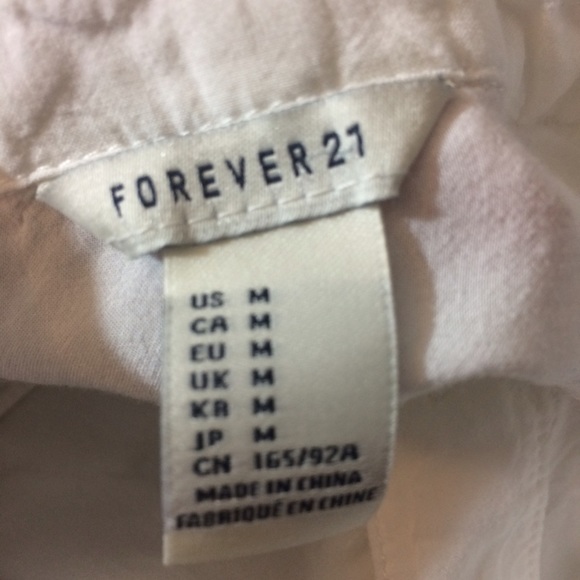 FOREVER 21
US M
CA M
EU M
UK M
KR M
JP M
CN 165/92A
MADE IN CHINA
FABRIQUÉ EN CHINE